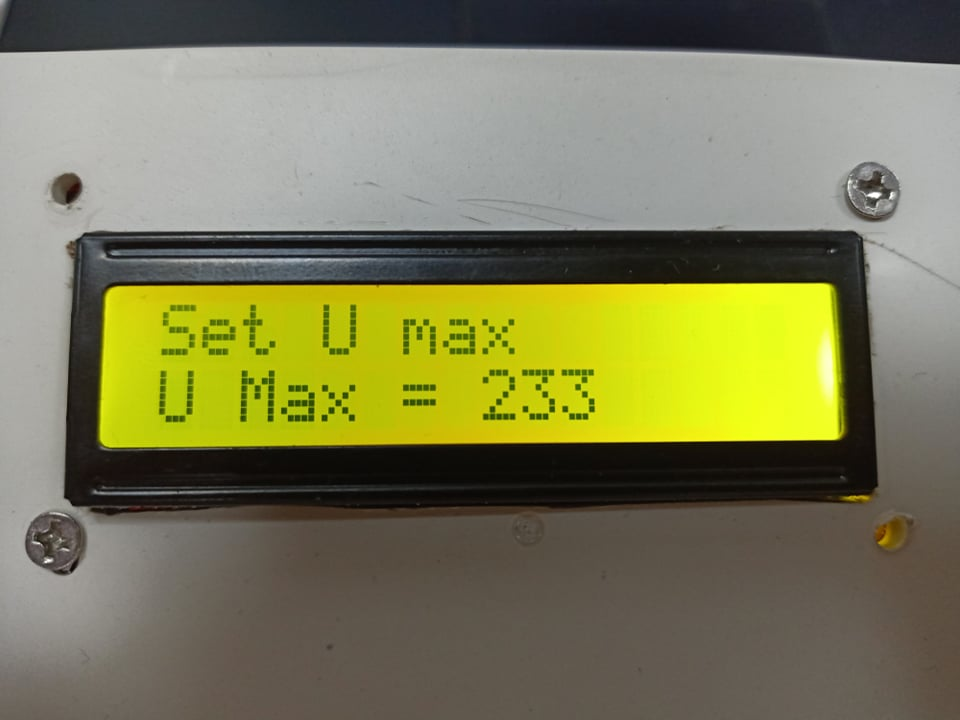 Set U max
U Max = 233